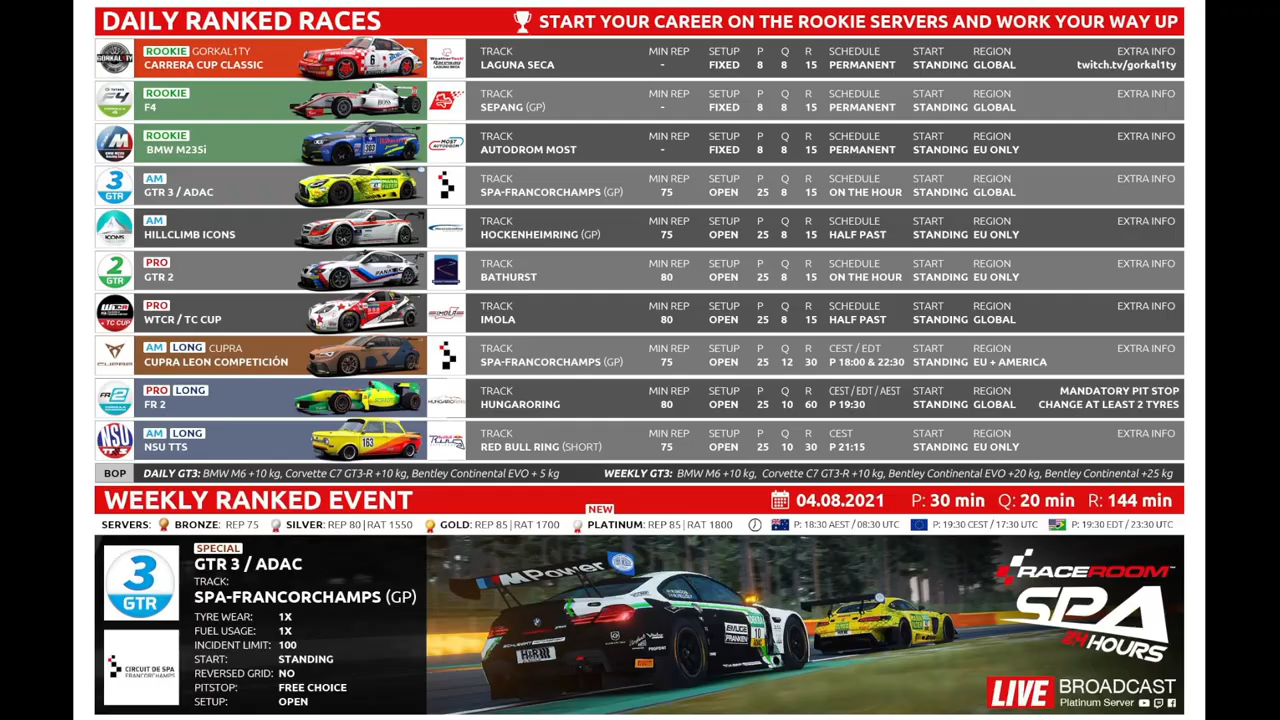 DAILY RANKED RACES
START YOUR CAREER ON THE ROOKIE SERVERS AND WORK YOUR WAY UP
ROOKIE GORKAL1TY TRACK MIN REP SETUP P Q R SCHEDULE START REGION EXTRA INFO
CARRERA CUP CLASSIC LAGUNA SECA - FIXED 8 8 15 PERMANENT STANDING GLOBAL twitch.tv/gorkal1ty
ROOKIE TRACK MIN REP SETUP P Q R SCHEDULE START REGION EXTRA INFO
F4 SEPANG (GP) - FIXED 8 8 15 PERMANENT STANDING GLOBAL
ROOKIE TRACK MIN REP SETUP P Q R SCHEDULE START REGION EXTRA INFO
BMW M235i AUTODROM MOST - FIXED 8 8 15 PERMANENT STANDING EU ONLY
3 GTR
AM TRACK MIN REP SETUP P Q R SCHEDULE START REGION EXTRA INFO
GTR 3 / ADAC SPA-FRANCORCHAMPS (GP) 75 OPEN 25 8 15 ON THE HOUR STANDING GLOBAL
ICONS
AM TRACK MIN REP SETUP P Q R SCHEDULE START REGION EXTRA INFO
HILLCLIMB ICONS HOCKENHEIMRING (GP) 75 OPEN 25 8 15 HALF PAST STANDING EU ONLY
2 GTR
PRO TRACK MIN REP SETUP P Q R SCHEDULE START REGION EXTRA INFO
GTR 2 BATHURST 80 OPEN 25 8 15 ON THE HOUR STANDING EU ONLY
WTCR TC CUP
PRO TRACK MIN REP SETUP P Q R SCHEDULE START REGION EXTRA INFO
WTCR / TC CUP IMOLA 80 OPEN 25 8 15 HALF PAST STANDING GLOBAL
CUPRA
AM LONG CUPRA TRACK MIN REP SETUP P Q R CEST / EDT START REGION EXTRA INFO
CUPRA LEON COMPETICIÓN SPA-FRANCORCHAMPS (GP) 75 OPEN 25 12 30 P 18:00 & 22:30 STANDING EU + AMERICA
FR2
PRO LONG TRACK MIN REP SETUP P Q R CEST / EDT / AEST START REGION MANDATORY PIT STOP
FR 2 HUNGARORING 80 OPEN 25 10 60 P 19:30 STANDING GLOBAL CHANGE AT LEAST 2 TYRES
NSU
AM LONG TRACK MIN REP SETUP P Q R CEST START REGION EXTRA INFO
NSU TTS RED BULL RING (SHORT) 75 OPEN 25 10 30 P 21:15 STANDING EU ONLY
BOP DAILY GT3: BMW M6 +10 kg, Corvette C7 GT3-R +10 kg, Bentley Continental EVO + 5 kg WEEKLY GT3: BMW M6 +10 kg, Corvette C7 GT3-R +10 kg, Bentley Continental EVO +20 kg, Bentley Continental +25 kg
WEEKLY RANKED EVENT 04.08.2021 P: 30 min Q: 20 min R: 144 min
NEW
SERVERS: BRONZE: REP 75 SILVER: REP 80 | RAT 1550 GOLD: REP 85 | RAT 1700 PLATINUM: REP 85 | RAT 1800 P: 18:30 AEST / 08:30 UTC P: 19:30 CEST / 17:30 UTC P: 19:30 EDT / 23:30 UTC
3 GTR
SPECIAL
GTR 3 / ADAC
TRACK:
SPA-FRANCORCHAMPS (GP)
TYRE WEAR: 1X
FUEL USAGE: 1X
INCIDENT LIMIT: 100
START: STANDING
REVERSED GRID: NO
PITSTOP: FREE CHOICE
SETUP: OPEN
CIRCUIT DE SPA
FRANCORCHAMPS
M Power
RACEROOM
SPA
24 HOURS
LIVE BROADCAST
Platinum Server